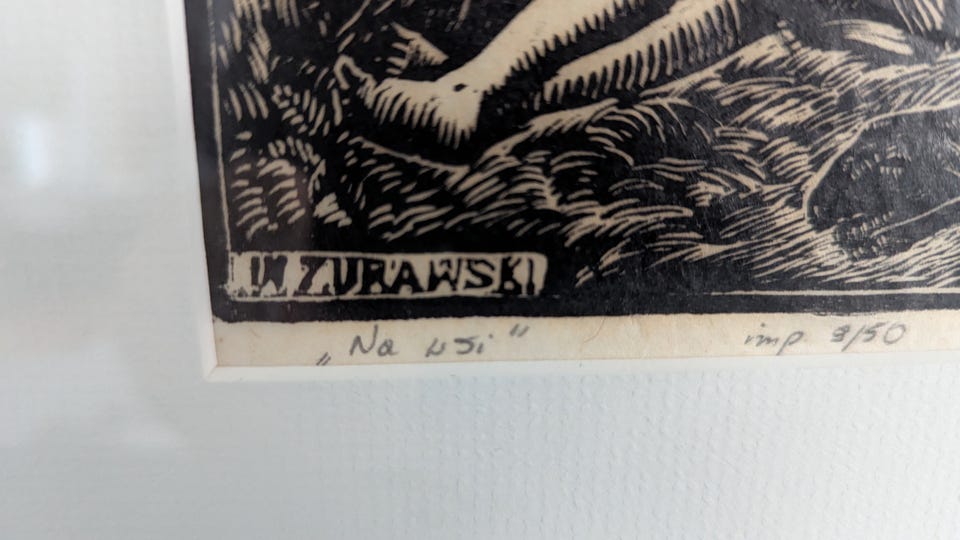 W ZURAWSKI
„Na wsi" imp. 3/50